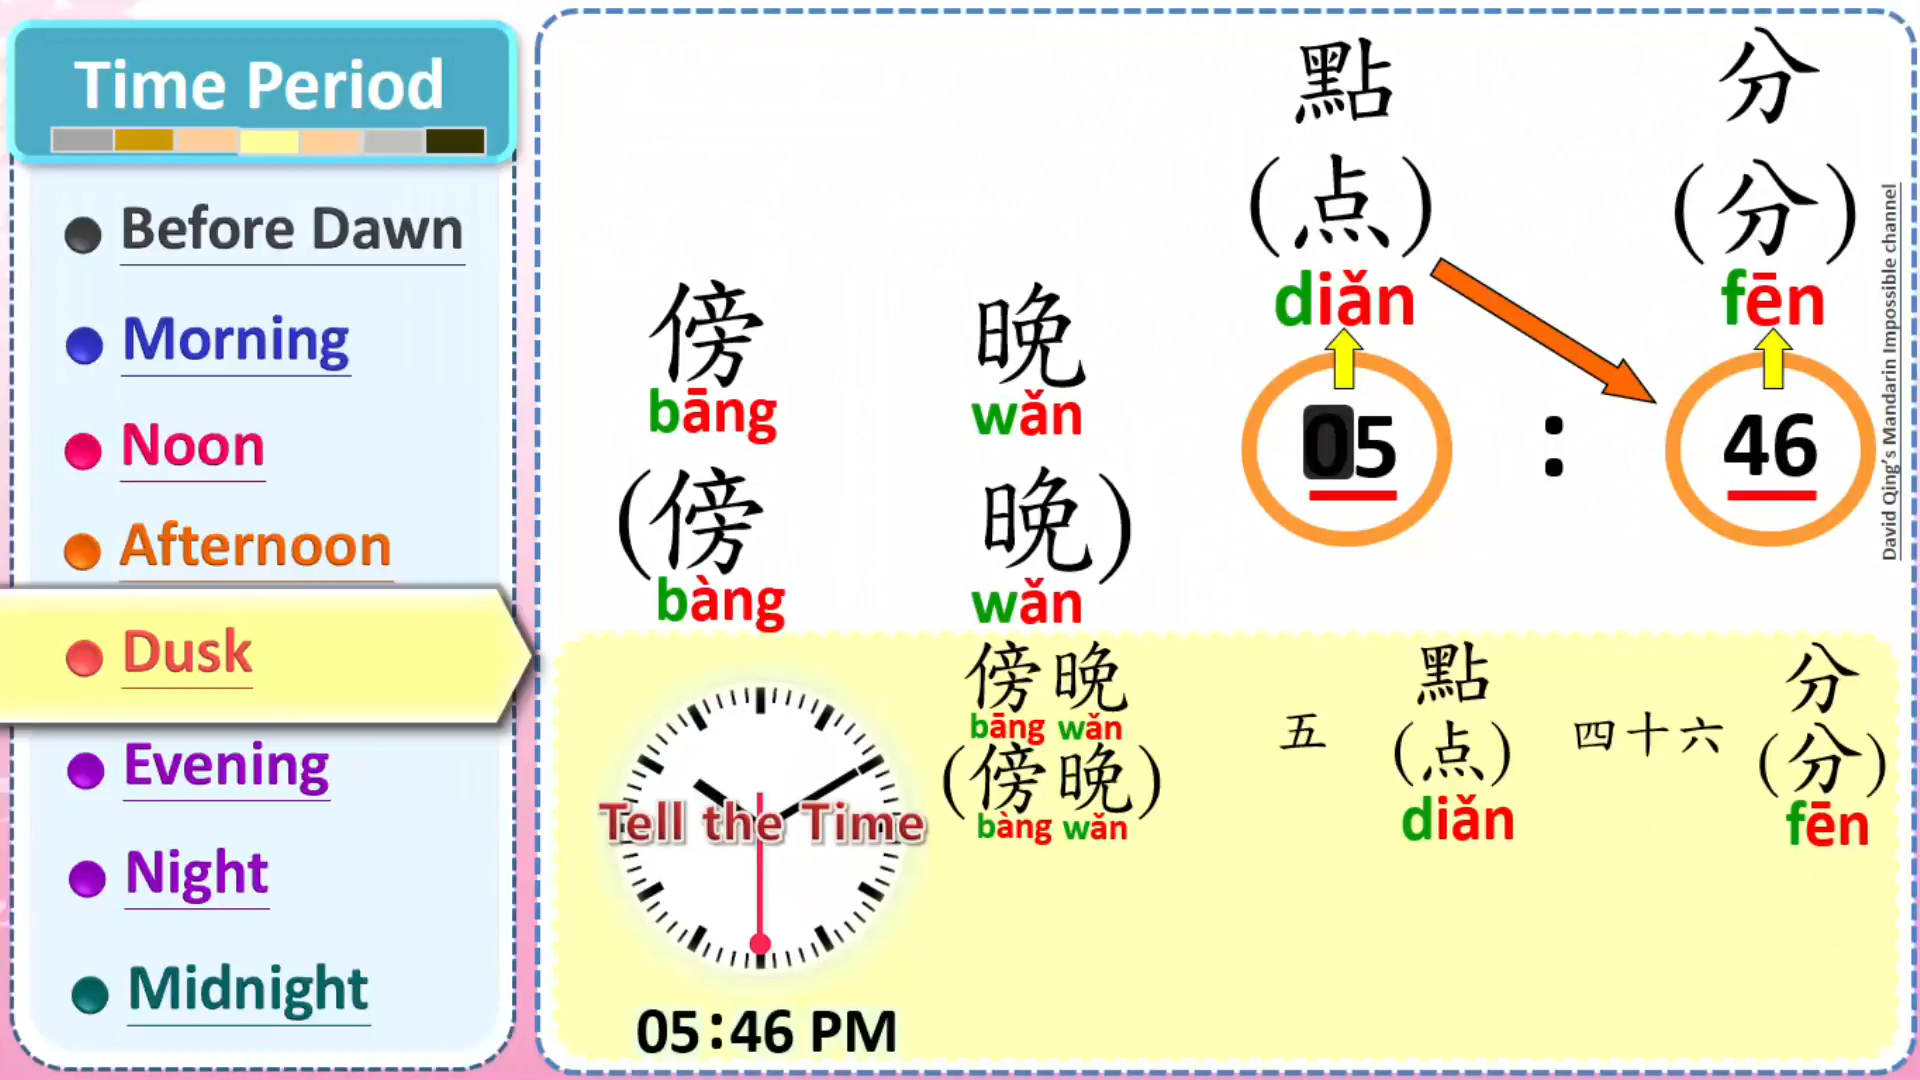 Time Period
Before Dawn
Morning
Noon
Afternoon
Dusk
Evening
Night
Midnight
點 分
(点) (分)
diǎn fēn
傍 晚
bāng wǎn
(傍 晚)
bàng wǎn
05 : 46
David Qing's Mandarin Impossible channel
傍晚
bāng wǎn
(傍晚)
bàng wǎn
五
點
(点)
diǎn
四十六
分
(分)
fēn
Tell the Time
05:46 PM